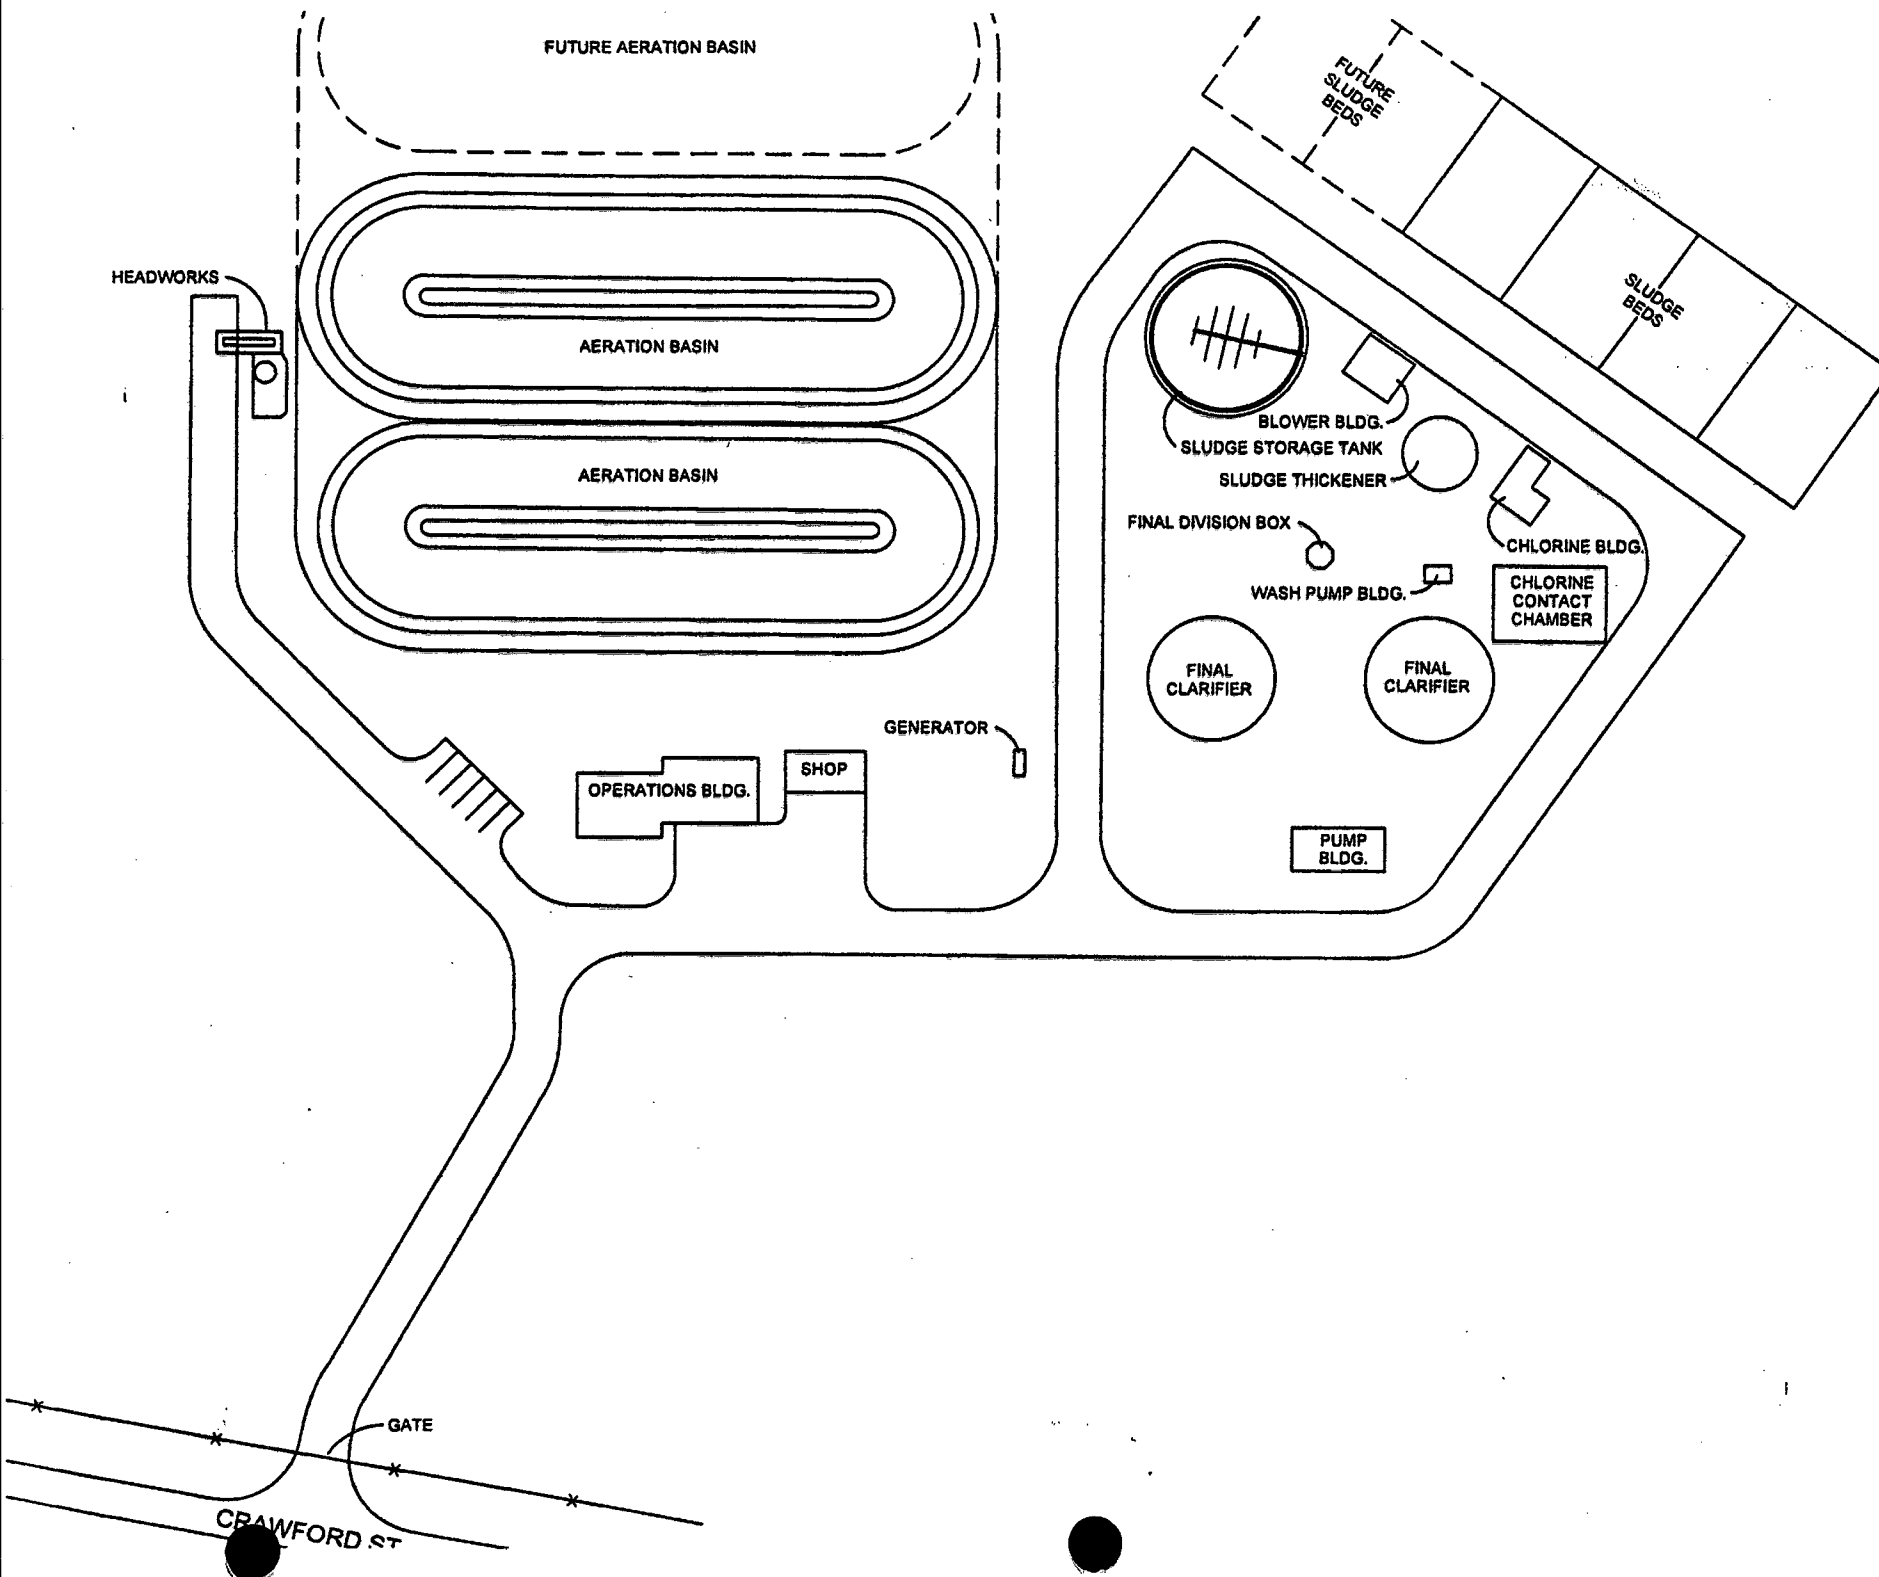 FUTURE AERATION BASIN
FUTURE
SLUDGE
BEDS
HEADWORKS
SLUDGE
BEDS
AERATION BASIN
BLOWER BLDG.
SLUDGE STORAGE TANK
AERATION BASIN
SLUDGE THICKENER
FINAL DIVISION BOX
CHLORINE BLDG.
WASH PUMP BLDG.
CHLORINE
CONTACT
CHAMBER
FINAL
CLARIFIER
FINAL
CLARIFIER
GENERATOR
SHOP
OPERATIONS BLDG.
PUMP
BLDG.
GATE
CRAWFORD ST